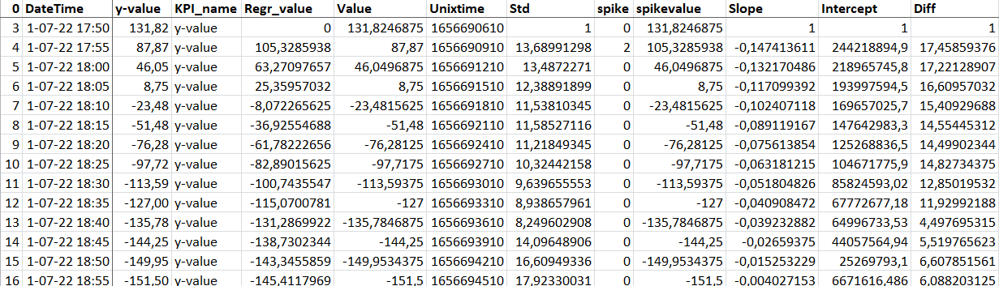 0 DateTime y-value KPI_name Regr_value Value Unixtime Std spike spikevalue Slope Intercept Diff
3 1-07-22 17:50 131,82 y-value 0 131,8246875 1656690610 1 0 131,8246875 1 1 1
4 1-07-22 17:55 87,87 y-value 105,3285938 87,87 1656690910 13,68991298 2 105,3285938 -0,147413611 244218894,9 17,45859376
5 1-07-22 18:00 46,05 y-value 63,27097657 46,0496875 1656691210 13,4872271 0 46,0496875 -0,132170486 218965745,8 17,22128907
6 1-07-22 18:05 8,75 y-value 25,35957032 8,75 1656691510 12,38891899 0 8,75 -0,117099392 193997594,5 16,60957032
7 1-07-22 18:10 -23,48 y-value -8,072265625 -23,4815625 1656691810 11,53810345 0 -23,4815625 -0,102407118 169657025,7 15,40929688
8 1-07-22 18:15 -51,48 y-value -36,92554688 -51,48 1656692110 11,58527116 0 -51,48 -0,089119167 147642983,3 14,55445312
9 1-07-22 18:20 -76,28 y-value -61,78222656 -76,28125 1656692410 11,21849345 0 -76,28125 -0,075613854 125268836,5 14,49902344
10 1-07-22 18:25 -97,72 y-value -82,89015625 -97,7175 1656692710 10,32442158 0 -97,7175 -0,063181215 104671775,9 14,82734375
11 1-07-22 18:30 -113,59 y-value -100,7435547 -113,59375 1656693010 9,639655553 0 -113,59375 -0,051804826 85824593,02 12,85019532
12 1-07-22 18:35 -127,00 y-value -115,0700781 -127 1656693310 8,938657961 0 -127 -0,040908472 67772677,18 11,92992188
13 1-07-22 18:40 -135,78 y-value -131,2869922 -135,7846875 1656693610 8,249602908 0 -135,7846875 -0,039232882 64996733,53 4,497695315
14 1-07-22 18:45 -144,25 y-value -138,7302344 -144,25 1656693910 14,09648906 0 -144,25 -0,02659375 44057564,94 5,519765623
15 1-07-22 18:50 -149,95 y-value -143,3455859 -149,9534375 1656694210 16,60949336 0 -149,9534375 -0,015253229 25269793,1 6,607851561
16 1-07-22 18:55 -151,50 y-value -145,4117969 -151,5 1656694510 17,92330031 0 -151,5 -0,004027153 6671616,486 6,088203125